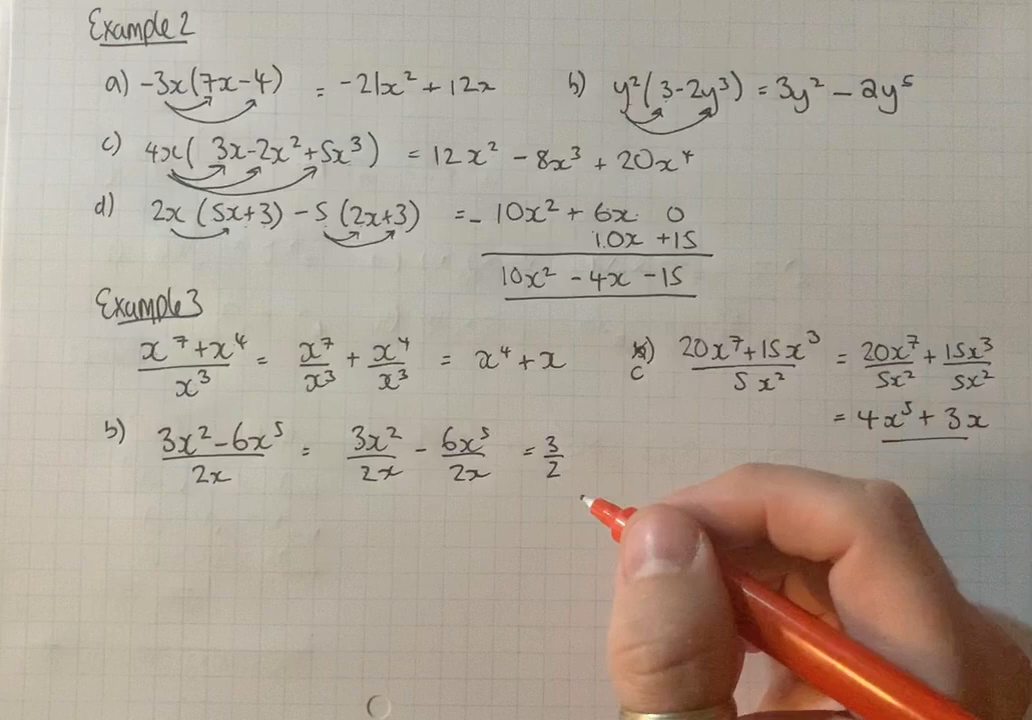 Example 2
a) -3x(7x-4) = -21x² + 12x
b) y²(3-2y³) = 3y² - 2y⁵
c) 4x(3x-2x²+5x³) = 12x² - 8x³ + 20x⁴
d) 2x(5x+3) - 5(2x+3) = - 10x² + 6x 0
10x + 15
10x² - 4x - 15
Example 3
(x⁷+x⁴)/x³ = x⁷/x³ + x⁴/x³ = x⁴ + x
c) (20x⁷+15x³)/5x² = 20x⁷/5x² + 15x³/5x²
= 4x⁵ + 3x
b) (3x²-6x⁵)/2x = 3x²/2x - 6x⁵/2x = 3/2